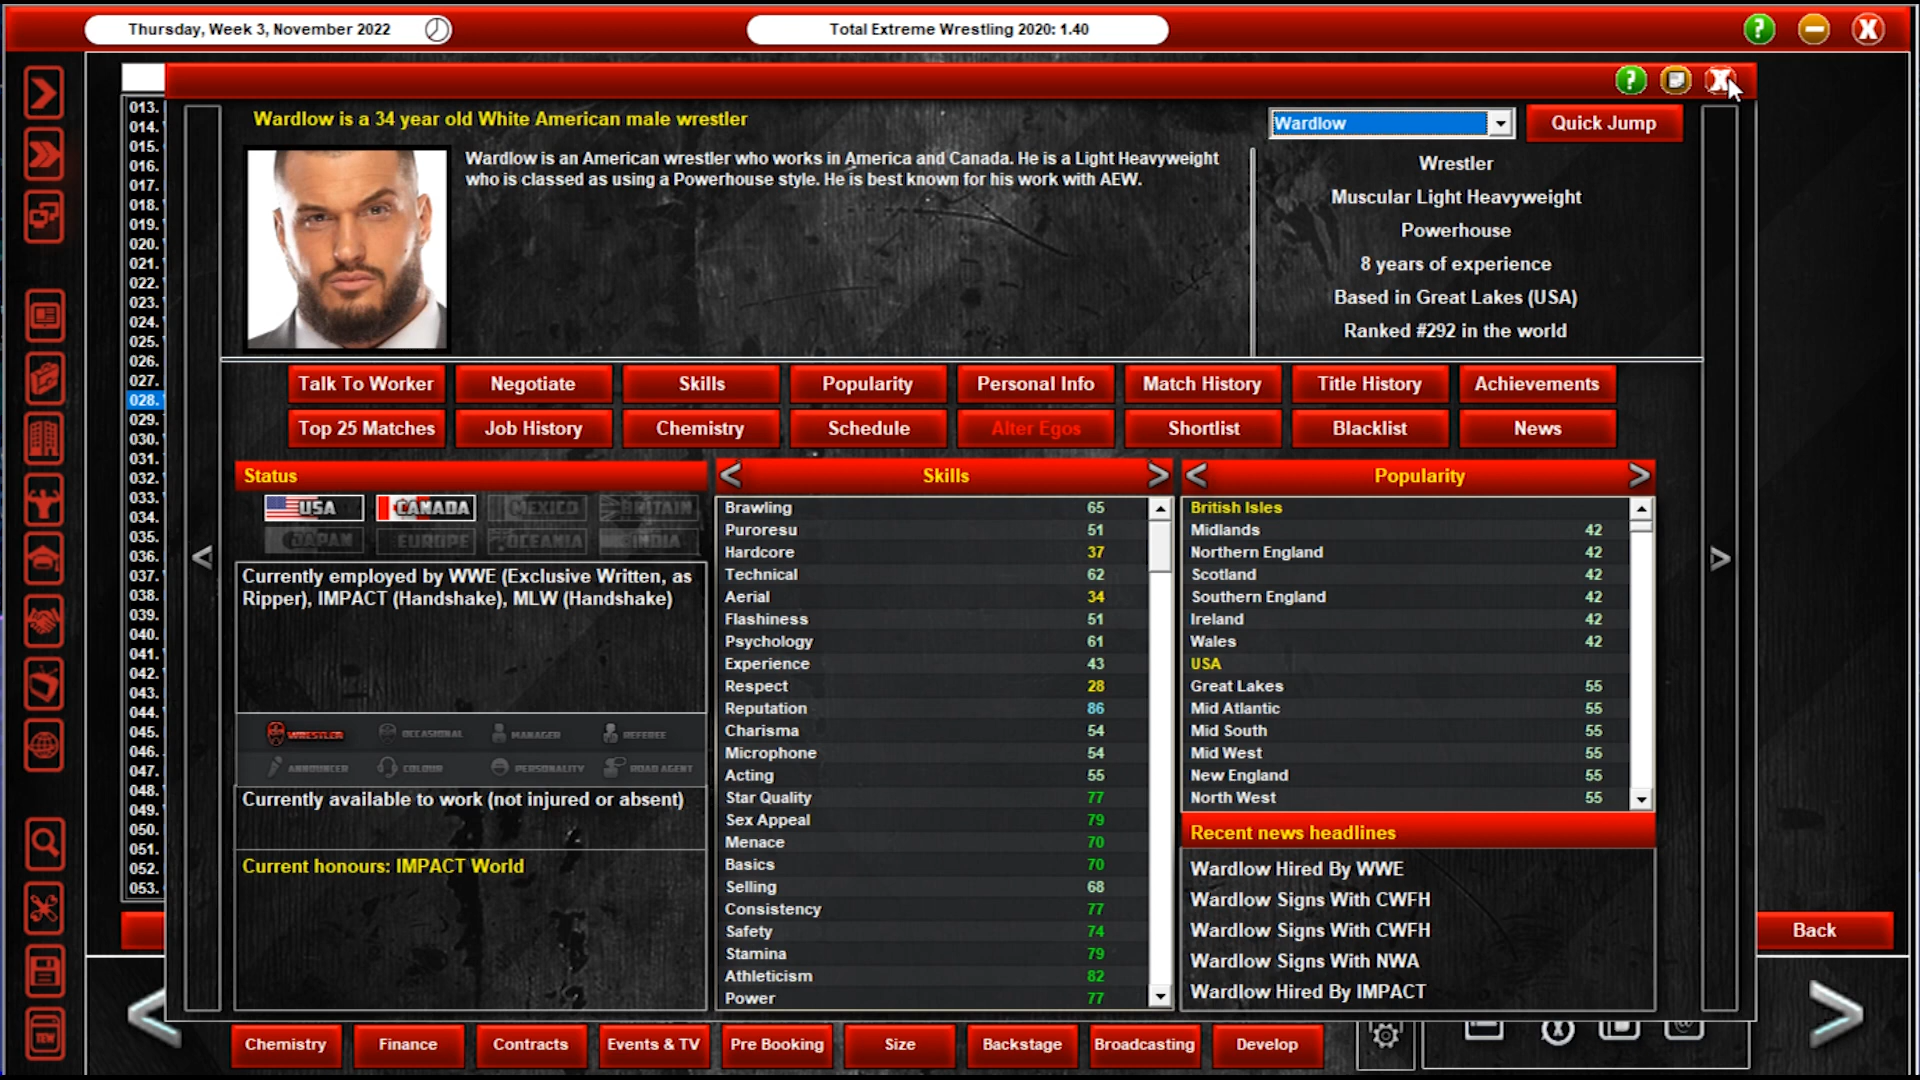 Thursday, Week 3, November 2022
Total Extreme Wrestling 2020: 1.40
Wardlow is a 34 year old White American male wrestler
Wardlow
Quick Jump
Wardlow is an American wrestler who works in America and Canada. He is a Light Heavyweight
who is classed as using a Powerhouse style. He is best known for his work with AEW.
Wrestler
Muscular Light Heavyweight
Powerhouse
8 years of experience
Based in Great Lakes (USA)
Ranked #292 in the world
Talk To Worker Negotiate Skills Popularity Personal Info Match History Title History Achievements
Top 25 Matches Job History Chemistry Schedule Alter Egos Shortlist Blacklist News
Status
USA CANADA MEXICO BRITAIN
JAPAN EUROPE OCEANIA INDIA
Currently employed by WWE (Exclusive Written, as
Ripper), IMPACT (Handshake), MLW (Handshake)
WRESTLER OCCASIONAL MANAGER REFEREE
ANNOUNCER COLOUR PERSONALITY ROAD AGENT
Currently available to work (not injured or absent)
Current honours: IMPACT World
Skills
Brawling 65
Puroresu 51
Hardcore 37
Technical 62
Aerial 34
Flashiness 51
Psychology 61
Experience 43
Respect 28
Reputation 86
Charisma 54
Microphone 54
Acting 55
Star Quality 77
Sex Appeal 79
Menace 70
Basics 70
Selling 68
Consistency 77
Safety 74
Stamina 79
Athleticism 82
Power 77
Popularity
British Isles
Midlands 42
Northern England 42
Scotland 42
Southern England 42
Ireland 42
Wales 42
USA
Great Lakes 55
Mid Atlantic 55
Mid South 55
Mid West 55
New England 55
North West 55
Recent news headlines
Wardlow Hired By WWE
Wardlow Signs With CWFH
Wardlow Signs With CWFH
Wardlow Signs With NWA
Wardlow Hired By IMPACT
013.
014.
015.
016.
017.
018.
019.
020.
021.
022.
023.
024.
025.
026.
027.
028.
029.
030.
031.
032.
033.
034.
035.
036.
037.
038.
039.
040.
041.
042.
043.
044.
045.
046.
047.
048.
049.
050.
051.
052.
053.
Back
TEW
Chemistry Finance Contracts Events & TV Pre Booking Size Backstage Broadcasting Develop